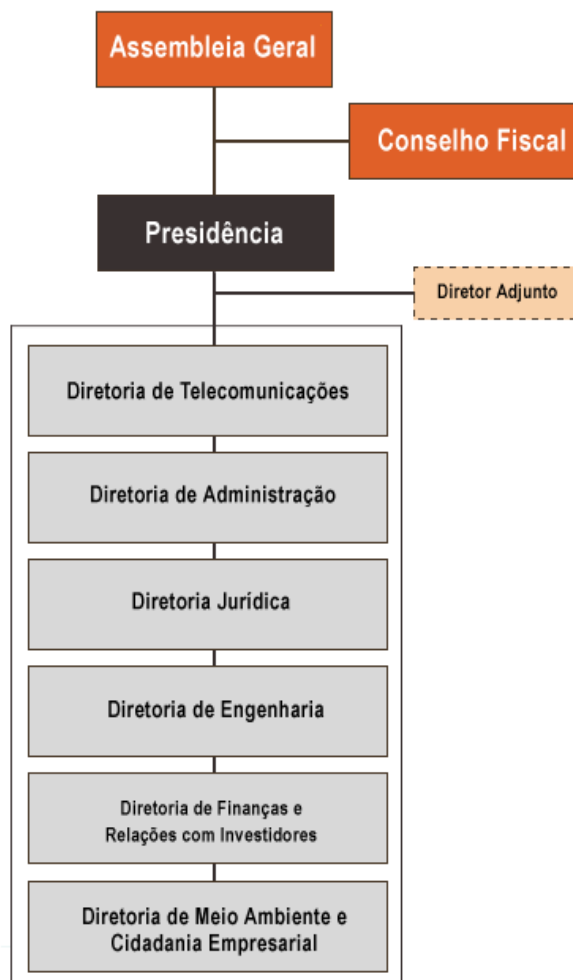 Assembleia Geral
Conselho Fiscal
Presidência
Diretor Adjunto
Diretoria de Telecomunicações
Diretoria de Administração
Diretoria Jurídica
Diretoria de Engenharia
Diretoria de Finanças e
Relações com Investidores
Diretoria de Meio Ambiente e
Cidadania Empresarial